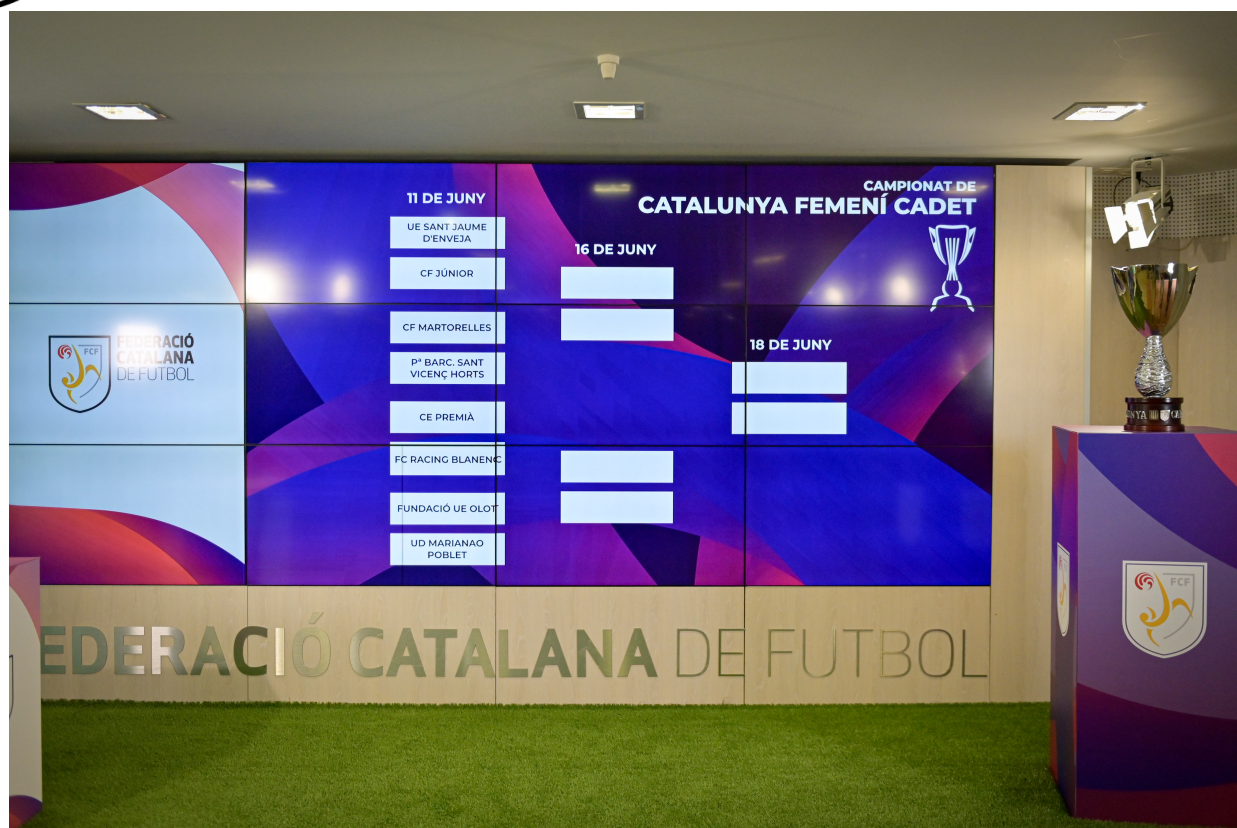 11 DE JUNY
UE SANT JAUME
D'ENVEJA
CF JÚNIOR
CF MARTORELLES
Pª BARC. SANT
VICENÇ HORTS
CE PREMIÀ
FC RACING BLANENC
FUNDACIÓ UE OLOT
UD MARIANAO
POBLET
16 DE JUNY
18 DE JUNY
CAMPIONAT DE
CATALUNYA FEMENÍ CADET
FCF
FEDERACIÓ
CATALANA
DE FUTBOL
EDERACIÓ CATALANA DE FUTBOL
FCF